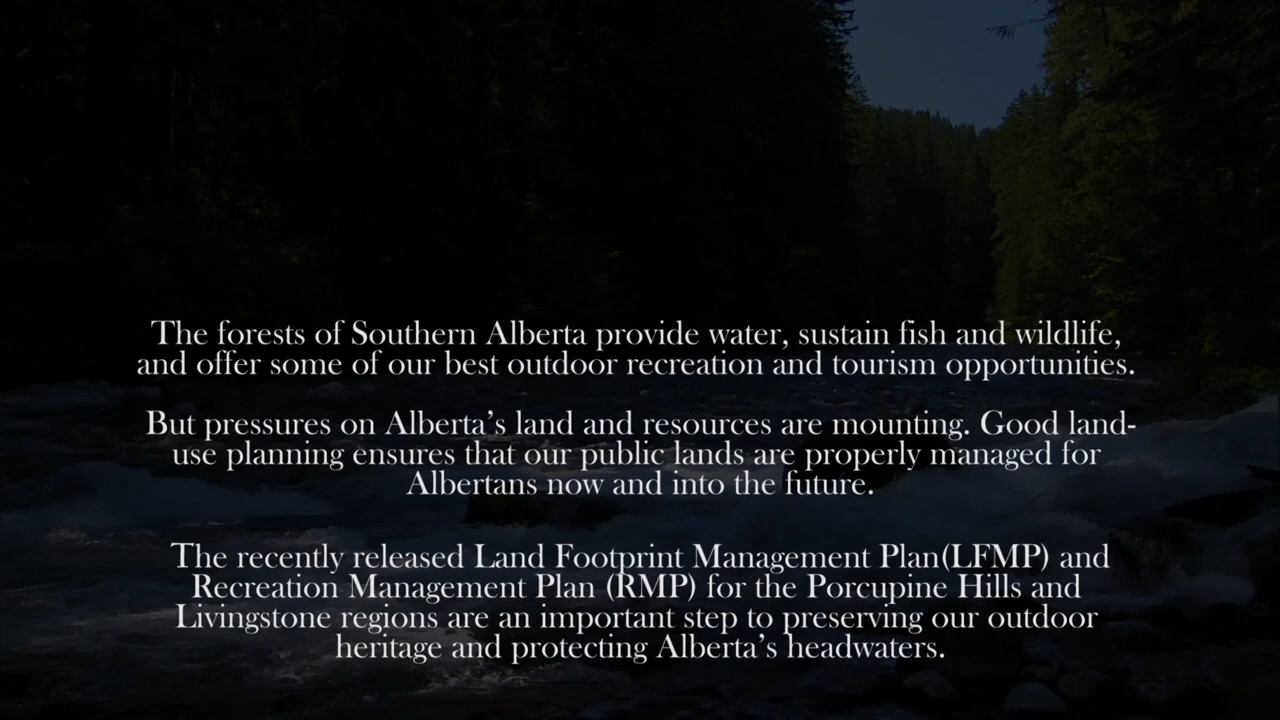 The forests of Southern Alberta provide water, sustain fish and wildlife,
and offer some of our best outdoor recreation and tourism opportunities.
But pressures on Alberta’s land and resources are mounting. Good land-
use planning ensures that our public lands are properly managed for
Albertans now and into the future.
The recently released Land Footprint Management Plan(LFMP) and
Recreation Management Plan (RMP) for the Porcupine Hills and
Livingstone regions are an important step to preserving our outdoor
heritage and protecting Alberta’s headwaters.